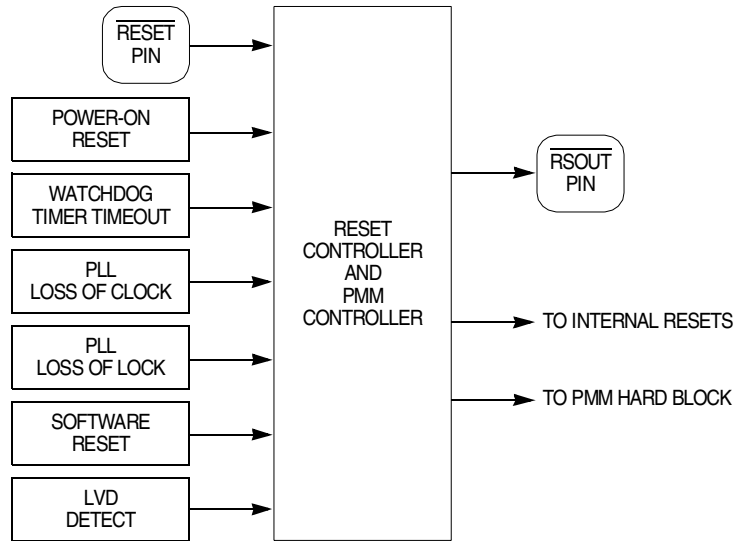 RESET
PIN
POWER-ON
RESET
WATCHDOG
TIMER TIMEOUT
PLL
LOSS OF CLOCK
PLL
LOSS OF LOCK
SOFTWARE
RESET
LVD
DETECT
RESET
CONTROLLER
AND
PMM
CONTROLLER
RSOUT
PIN
TO INTERNAL RESETS
TO PMM HARD BLOCK